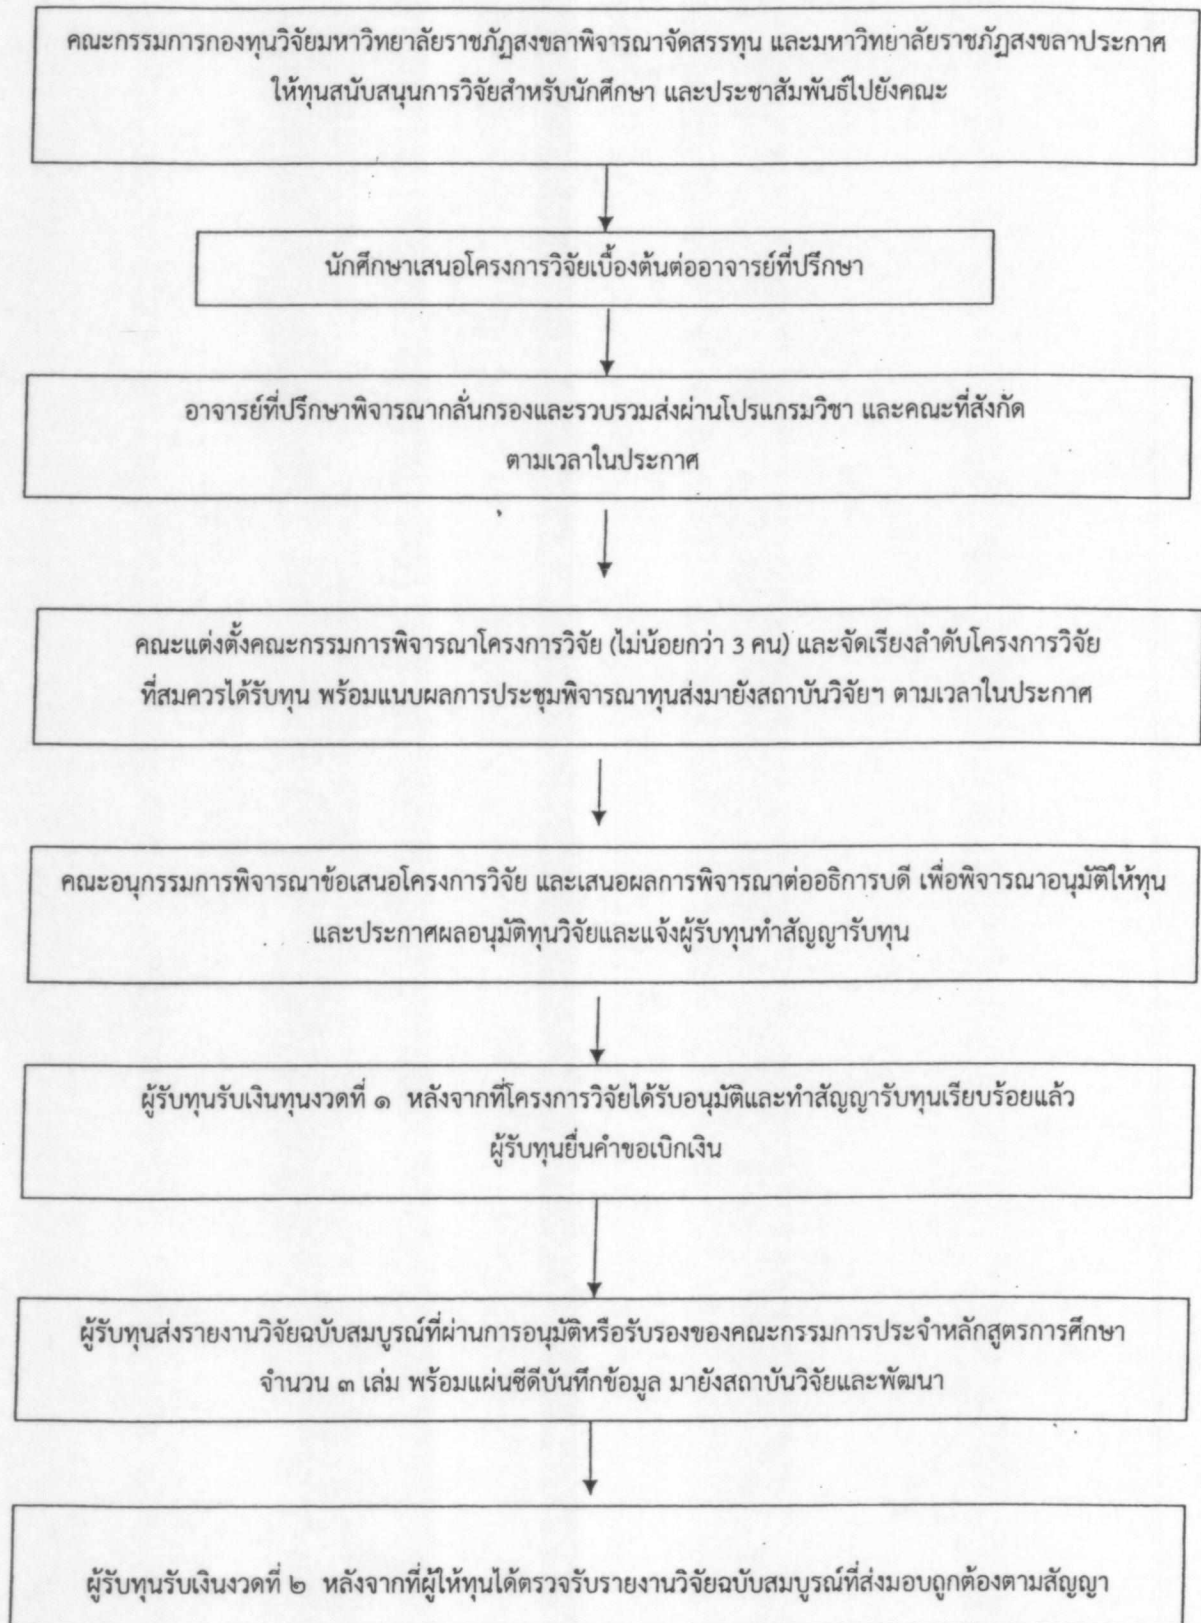 คณะกรรมการกองทุนวิจัยมหาวิทยาลัยราชภัฏสงขลาพิจารณาจัดสรรทุน และมหาวิทยาลัยราชภัฏสงขลาประกาศ
ให้ทุนสนับสนุนการวิจัยสำหรับนักศึกษา และประชาสัมพันธ์ไปยังคณะ
นักศึกษาเสนอโครงการวิจัยเบื้องต้นต่ออาจารย์ที่ปรึกษา
อาจารย์ที่ปรึกษาพิจารณากลั่นกรองและรวบรวมส่งผ่านโปรแกรมวิชา และคณะที่สังกัด
ตามเวลาในประกาศ
คณะแต่งตั้งคณะกรรมการพิจารณาโครงการวิจัย (ไม่น้อยกว่า 3 คน) และจัดเรียงลำดับโครงการวิจัย
ที่สมควรได้รับทุน พร้อมแนบผลการประชุมพิจารณาทุนส่งมายังสถาบันวิจัยฯ ตามเวลาในประกาศ
คณะอนุกรรมการพิจารณาข้อเสนอโครงการวิจัย และเสนอผลการพิจารณาต่ออธิการบดี เพื่อพิจารณาอนุมัติให้ทุน
และประกาศผลอนุมัติทุนวิจัยและแจ้งผู้รับทุนทำสัญญารับทุน
ผู้รับทุนรับเงินทุนงวดที่ ๑ หลังจากที่โครงการวิจัยได้รับอนุมัติและทำสัญญารับทุนเรียบร้อยแล้ว
ผู้รับทุนยื่นคำขอเบิกเงิน
ผู้รับทุนส่งรายงานวิจัยฉบับสมบูรณ์ที่ผ่านการอนุมัติหรือรับรองของคณะกรรมการประจำหลักสูตรการศึกษา
จำนวน ๓ เล่ม พร้อมแผ่นซีดีบันทึกข้อมูล มายังสถาบันวิจัยและพัฒนา
ผู้รับทุนรับเงินงวดที่ ๒ หลังจากที่ผู้ให้ทุนได้ตรวจรับรายงานวิจัยฉบับสมบูรณ์ที่ส่งมอบถูกต้องตามสัญญา